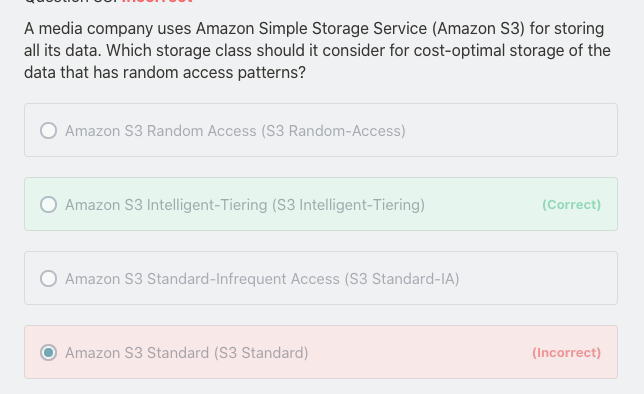 A media company uses Amazon Simple Storage Service (Amazon S3) for storing
all its data. Which storage class should it consider for cost-optimal storage of the
data that has random access patterns?
Amazon S3 Random Access (S3 Random-Access)
Amazon S3 Intelligent-Tiering (S3 Intelligent-Tiering)
(Correct)
Amazon S3 Standard-Infrequent Access (S3 Standard-IA)
Amazon S3 Standard (S3 Standard)
(Incorrect)